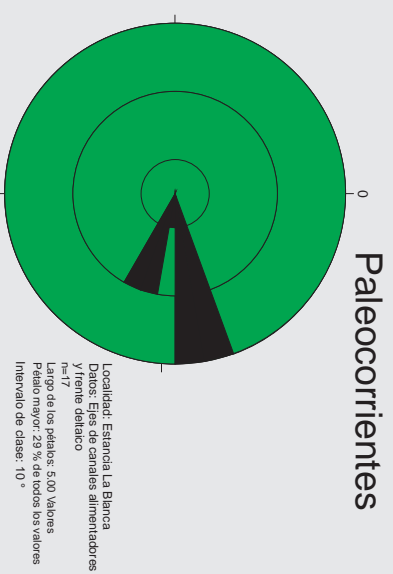 Paleocorrientes
0
Localidad: Estancia La Blanca
Datos: Ejes de canales alimentadores
y frente deltaico
n=17
Largo de los pétalos: 5.00 Valores
Pétalo mayor: 29 % de todos los valores
Intervalo de clase: 10 °